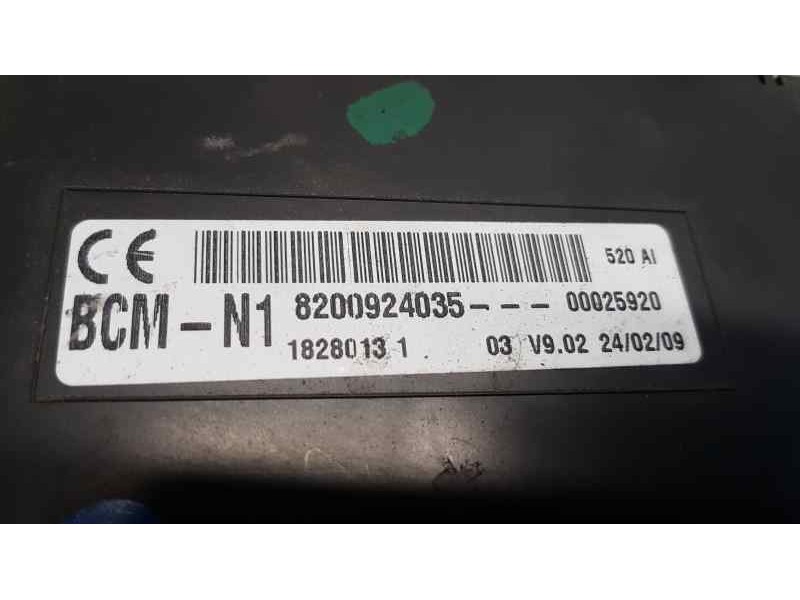 CE
520 AI
BCM-N1
8200924035--- 00025920
1828013 1 03 V9.02 24/02/09